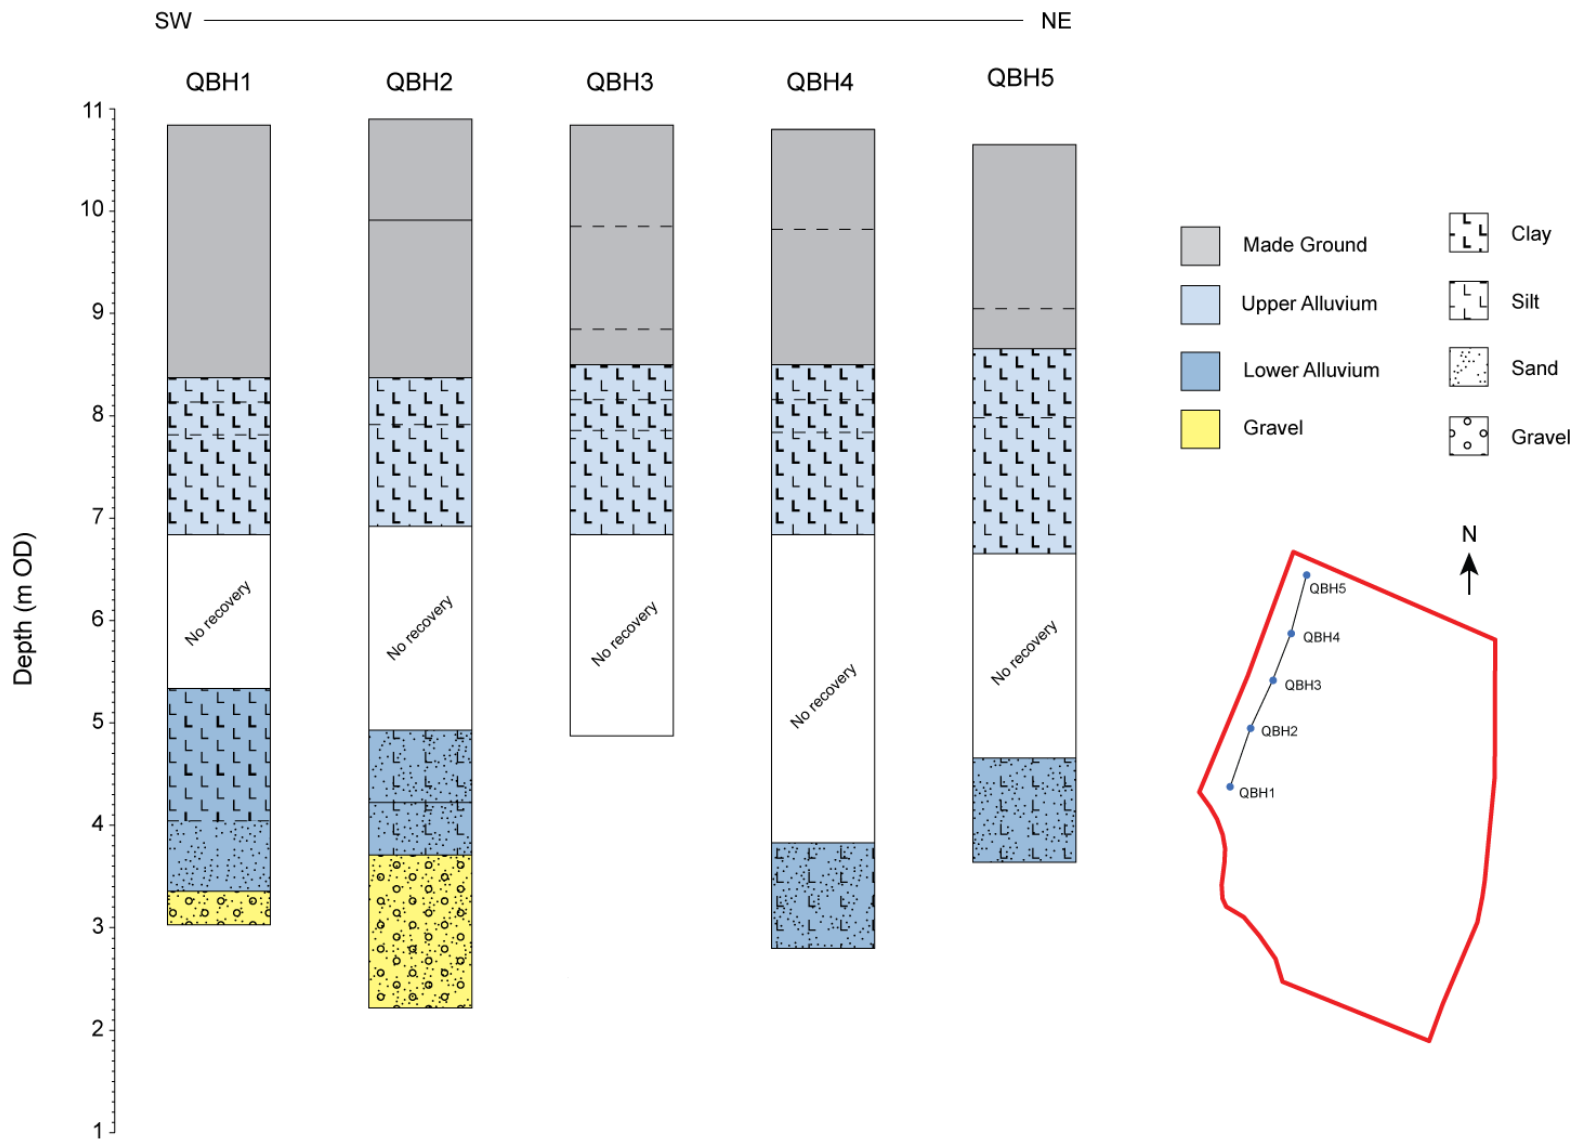 SW NE
QBH1 QBH2 QBH3 QBH4 QBH5
11
10
9
8
7
6
5
4
3
2
1
Depth (m OD)
No recovery
No recovery
No recovery
No recovery
No recovery
Made Ground
Upper Alluvium
Lower Alluvium
Gravel
Clay
Silt
Sand
Gravel
N
QBH5
QBH4
QBH3
QBH2
QBH1